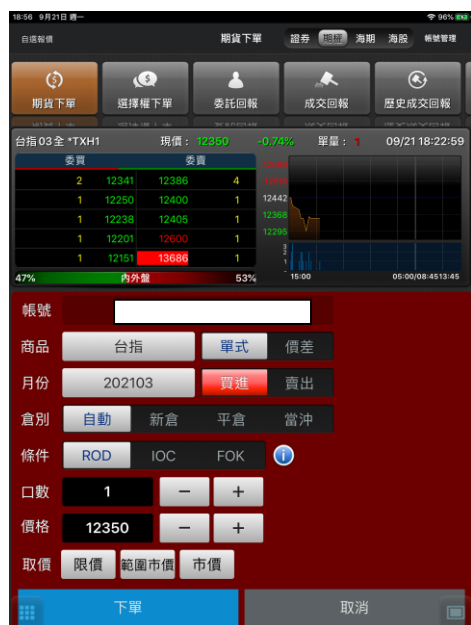 18:56 9月21日 週一 96%
自選報價 期貨下單 證券 期權 海期 海股 帳號管理
期貨下單 選擇權下單 委託回報 成交回報 歷史成交回報
台指03全 *TXH1 現價： 12350 -0.74% 單量： 1 09/21 18:22:59
委買 委賣
2 12341 12386 4
1 12250 12400 1 12442
1 12238 12405 1 12368
1 12201 12600 1 12295
1 12151 13686 1
3
2
1
47% 內外盤 53% 15:00 05:00/08:4513:45
帳號
商品 台指 單式 價差
月份 202103 買進 賣出
倉別 自動 新倉 平倉 當沖
條件 ROD IOC FOK i
口數 1 － ＋
價格 12350 － ＋
取價 限價 範圍市價 市價
下單 取消